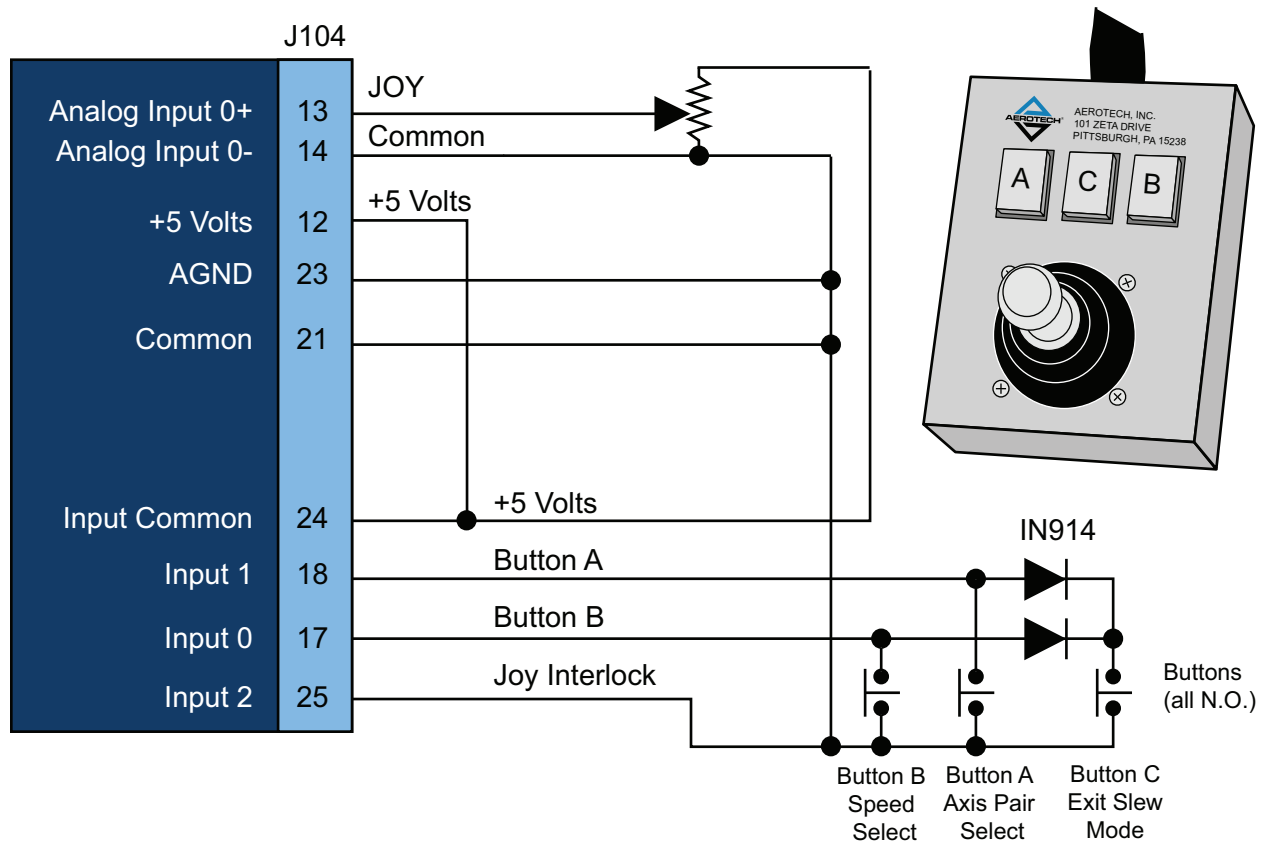 J104
Analog Input 0+ 13 JOY
Analog Input 0- 14 Common
+5 Volts 12 +5 Volts
AGND 23
Common 21
Input Common 24 +5 Volts
Input 1 18 Button A
Input 0 17 Button B
Input 2 25 Joy Interlock
IN914
Buttons
(all N.O.)
Button B
Speed
Select
Button A
Axis Pair
Select
Button C
Exit Slew
Mode
AEROTECH
AEROTECH, INC.
101 ZETA DRIVE
PITTSBURGH, PA 15238
A C B